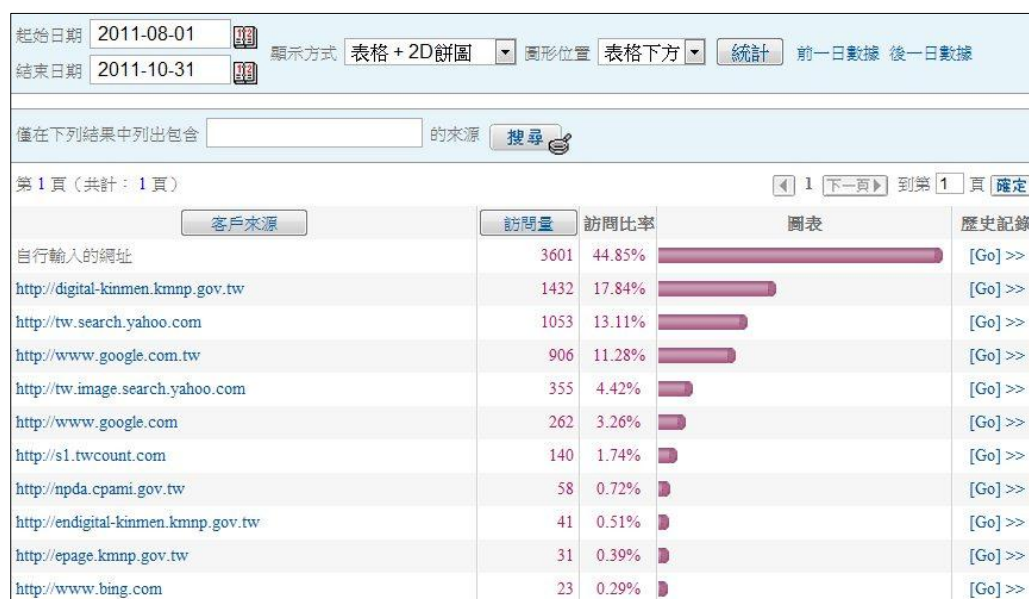 起始日期 2011-08-01
結束日期 2011-10-31
顯示方式 表格+2D餅圖 圖形位置 表格下方 統計 前一日數據 後一日數據
僅在下列結果中列出包含 的來源 搜尋
第 1 頁 (共計: 1 頁) 1 下一頁 到第 1 頁 確定
客戶來源 訪問量 訪問比率 圖表 歷史記錄
自行輸入的網址 3601 44.85% [Go] >>
http://digital-kinmen.kmnp.gov.tw 1432 17.84% [Go] >>
http://tw.search.yahoo.com 1053 13.11% [Go] >>
http://www.google.com.tw 906 11.28% [Go] >>
http://tw.image.search.yahoo.com 355 4.42% [Go] >>
http://www.google.com 262 3.26% [Go] >>
http://s1.twcount.com 140 1.74% [Go] >>
http://npda.cpami.gov.tw 58 0.72% [Go] >>
http://endigital-kinmen.kmnp.gov.tw 41 0.51% [Go] >>
http://epage.kmnp.gov.tw 31 0.39% [Go] >>
http://www.bing.com 23 0.29% [Go] >>